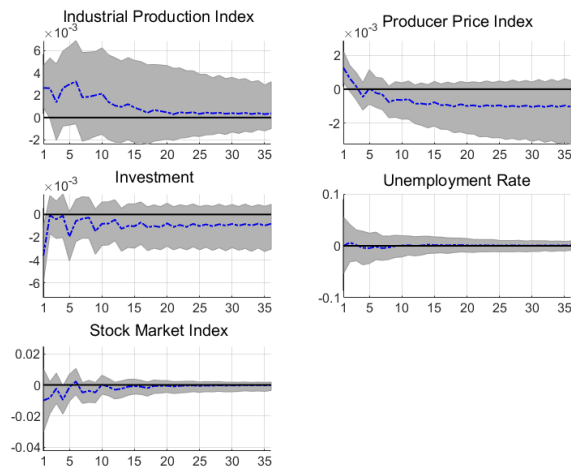 Industrial Production Index
×10⁻³
6
4
2
0
-2
1 5 10 15 20 25 30 35
Producer Price Index
×10⁻³
2
0
-2
1 5 10 15 20 25 30 35
Investment
×10⁻³
0
-2
-4
-6
1 5 10 15 20 25 30 35
Unemployment Rate
0.1
0
-0.1
1 5 10 15 20 25 30 35
Stock Market Index
0.02
0
-0.02
-0.04
1 5 10 15 20 25 30 35